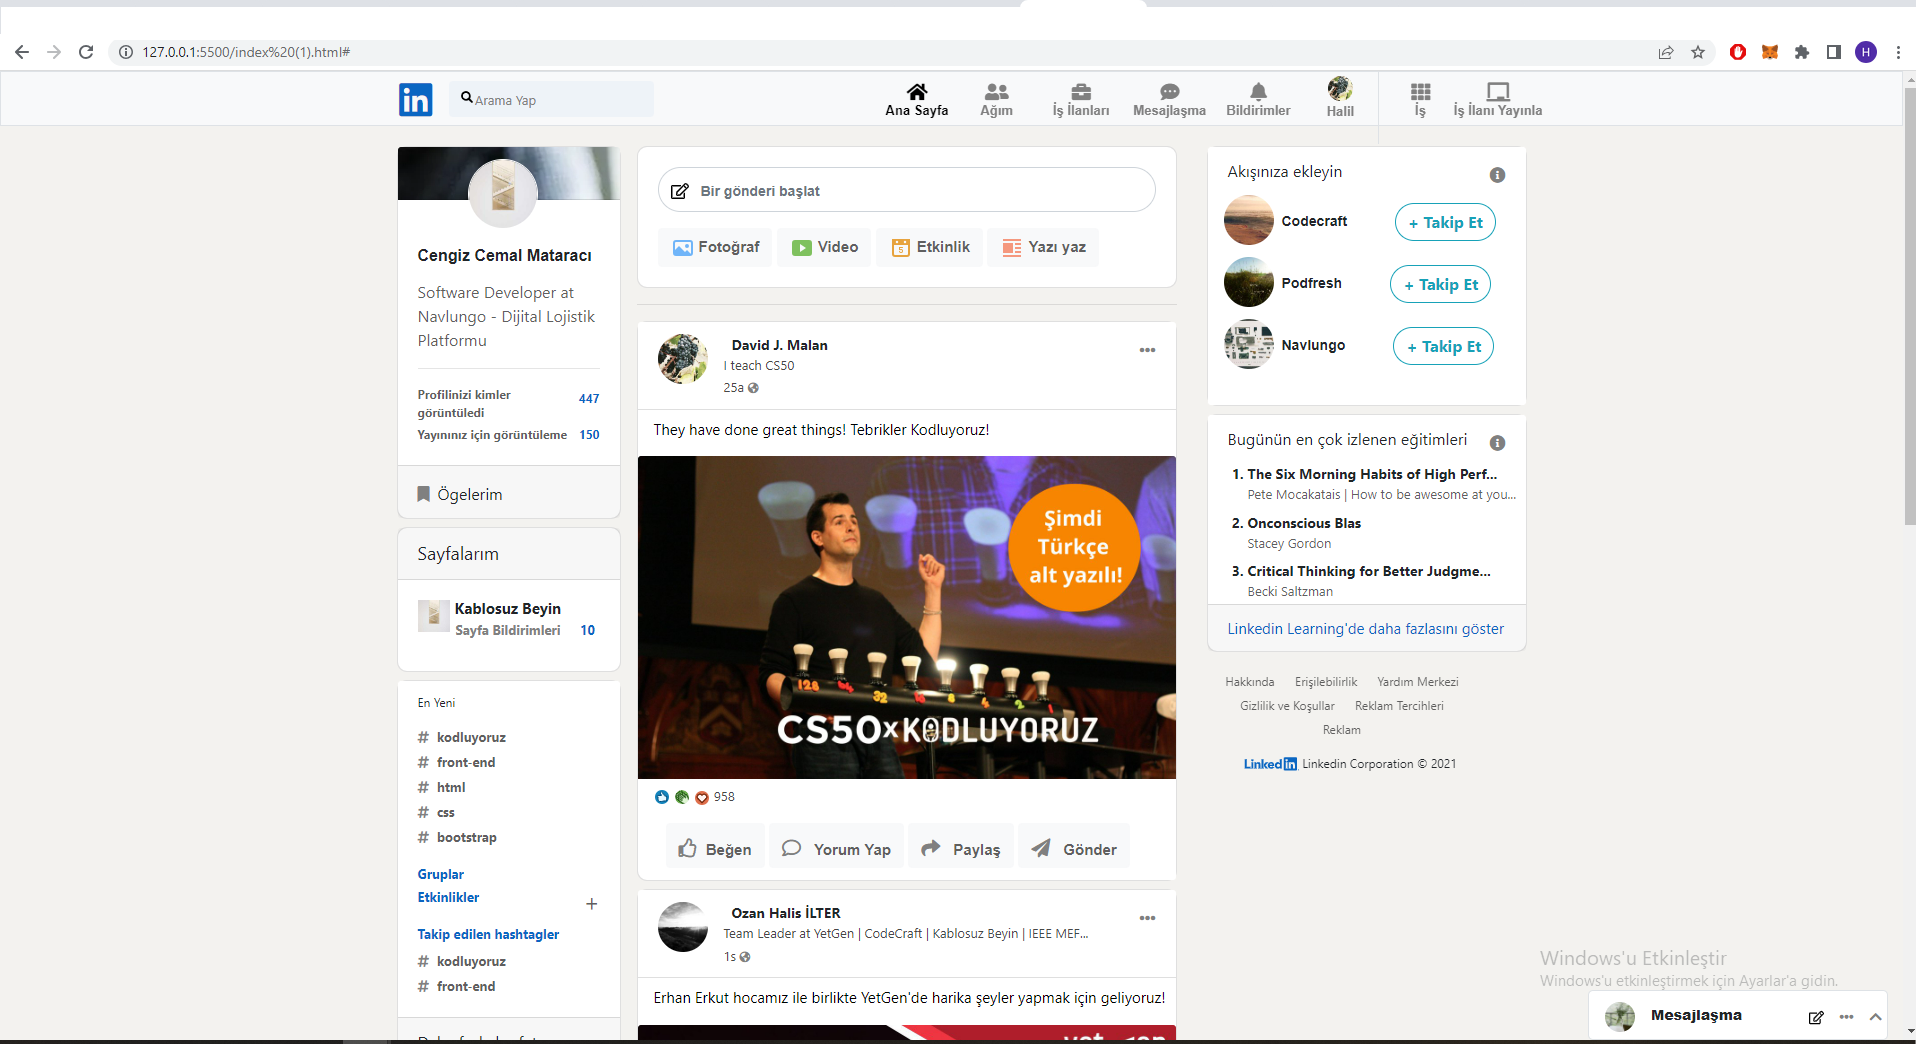 127.0.0.1:5500/index%20(1).html#
H
in
Arama Yap
Ana Sayfa
Ağım
İş İlanları
Mesajlaşma
Bildirimler
Halil
İş
İş İlanı Yayınla
Cengiz Cemal Mataracı
Software Developer at
Navlungo - Dijital Lojistik
Platformu
Profilinizi kimler
görüntüledi
447
Yayınınız için görüntüleme 150
Ögelerim
Sayfalarım
Kablosuz Beyin
Sayfa Bildirimleri 10
En Yeni
# kodluyoruz
# front-end
# html
# css
# bootstrap
Gruplar
Etkinlikler
+
Takip edilen hashtagler
# kodluyoruz
# front-end
Bir gönderi başlat
Fotoğraf
Video
5
Etkinlik
Yazı yaz
David J. Malan
I teach CS50
25a
They have done great things! Tebrikler Kodluyoruz!
Şimdi
Türkçe
alt yazılı!
128 64 32 16 8 4 2 1
CS50xKODLUYORUZ
958
Beğen
Yorum Yap
Paylaş
Gönder
Ozan Halis İLTER
Team Leader at YetGen | CodeCraft | Kablosuz Beyin | IEEE MEF...
1s
Erhan Erkut hocamız ile birlikte YetGen'de harika şeyler yapmak için geliyoruz!
Akışınıza ekleyin
Codecraft
+ Takip Et
Podfresh
+ Takip Et
Navlungo
+ Takip Et
Bugünün en çok izlenen eğitimleri
1. The Six Morning Habits of High Perf...
Pete Mocakatais | How to be awesome at you...
2. Onconscious Blas
Stacey Gordon
3. Critical Thinking for Better Judgme...
Becki Saltzman
Linkedin Learning'de daha fazlasını göster
Hakkında Erişilebilirlik Yardım Merkezi
Gizlilik ve Koşullar Reklam Tercihleri
Reklam
Linkedin Linkedin Corporation © 2021
Windows'u Etkinleştir
Windows'u etkinleştirmek için Ayarlar'a gidin.
Mesajlaşma